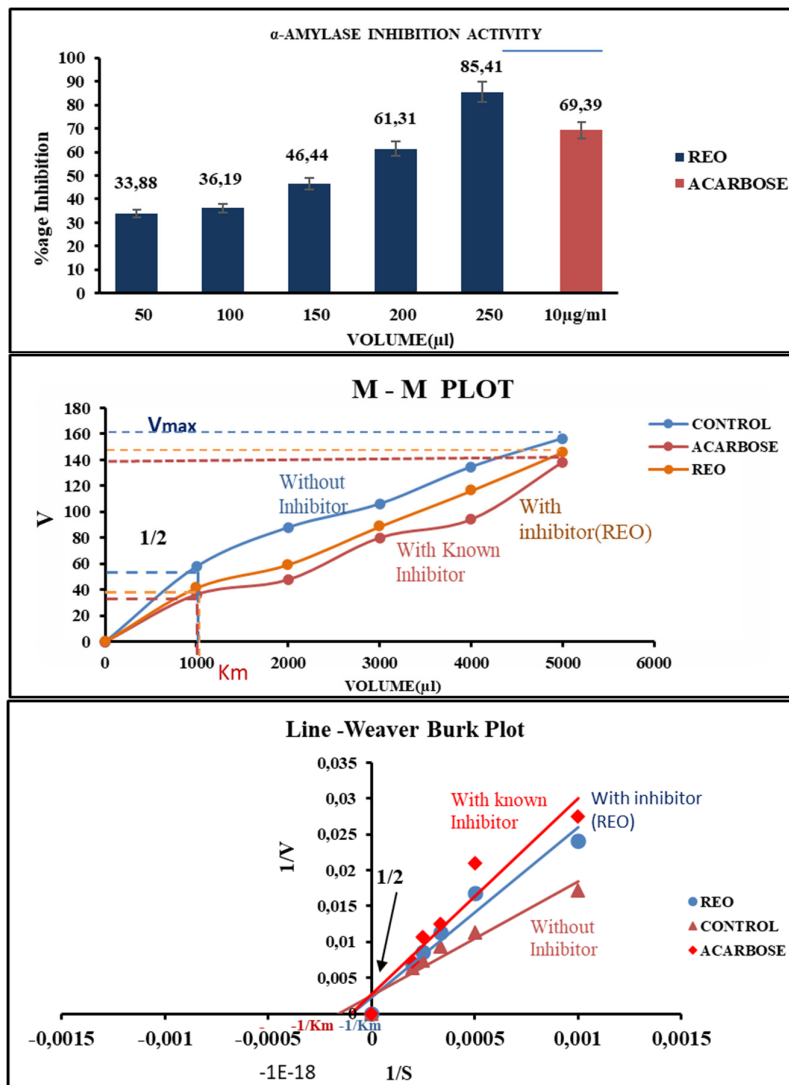 α-AMYLASE INHIBITION ACTIVITY
100
90
80
70
60
50
40
30
20
10
0
%age Inhibition
33,88
36,19
46,44
61,31
85,41
69,39
50
100
150
200
250
10µg/ml
VOLUME(µl)
REO
ACARBOSE
M - M PLOT
180
160
140
120
100
80
60
40
20
0
V
Vmax
1/2
Without
Inhibitor
With Known
Inhibitor
With
inhibitor(REO)
0
1000
2000
3000
4000
5000
6000
Km
VOLUME(µl)
CONTROL
ACARBOSE
REO
Line -Weaver Burk Plot
0,035
0,03
0,025
0,02
0,015
0,01
0,005
0
1/V
1/2
With known
Inhibitor
With inhibitor
(REO)
Without
Inhibitor
REO
CONTROL
ACARBOSE
-1/Km
-1/Km
-0,0015
-0,001
-0,0005
0
0,0005
0,001
0,0015
-1E-18
1/S